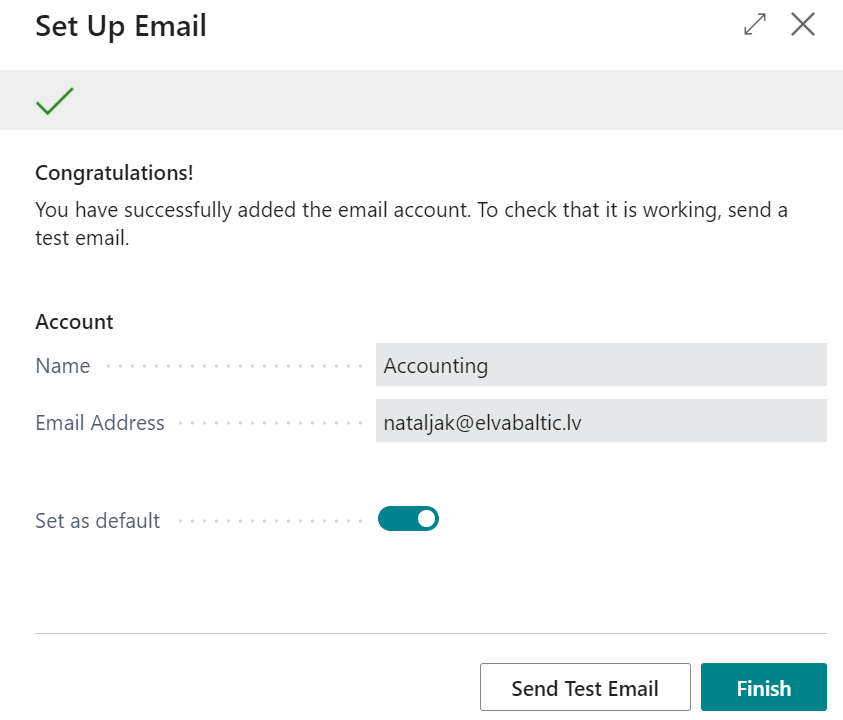 Set Up Email
Congratulations!
You have successfully added the email account. To check that it is working, send a
test email.
Account
Name
Accounting
Email Address
nataljak@elvabaltic.lv
Set as default
Send Test Email
Finish